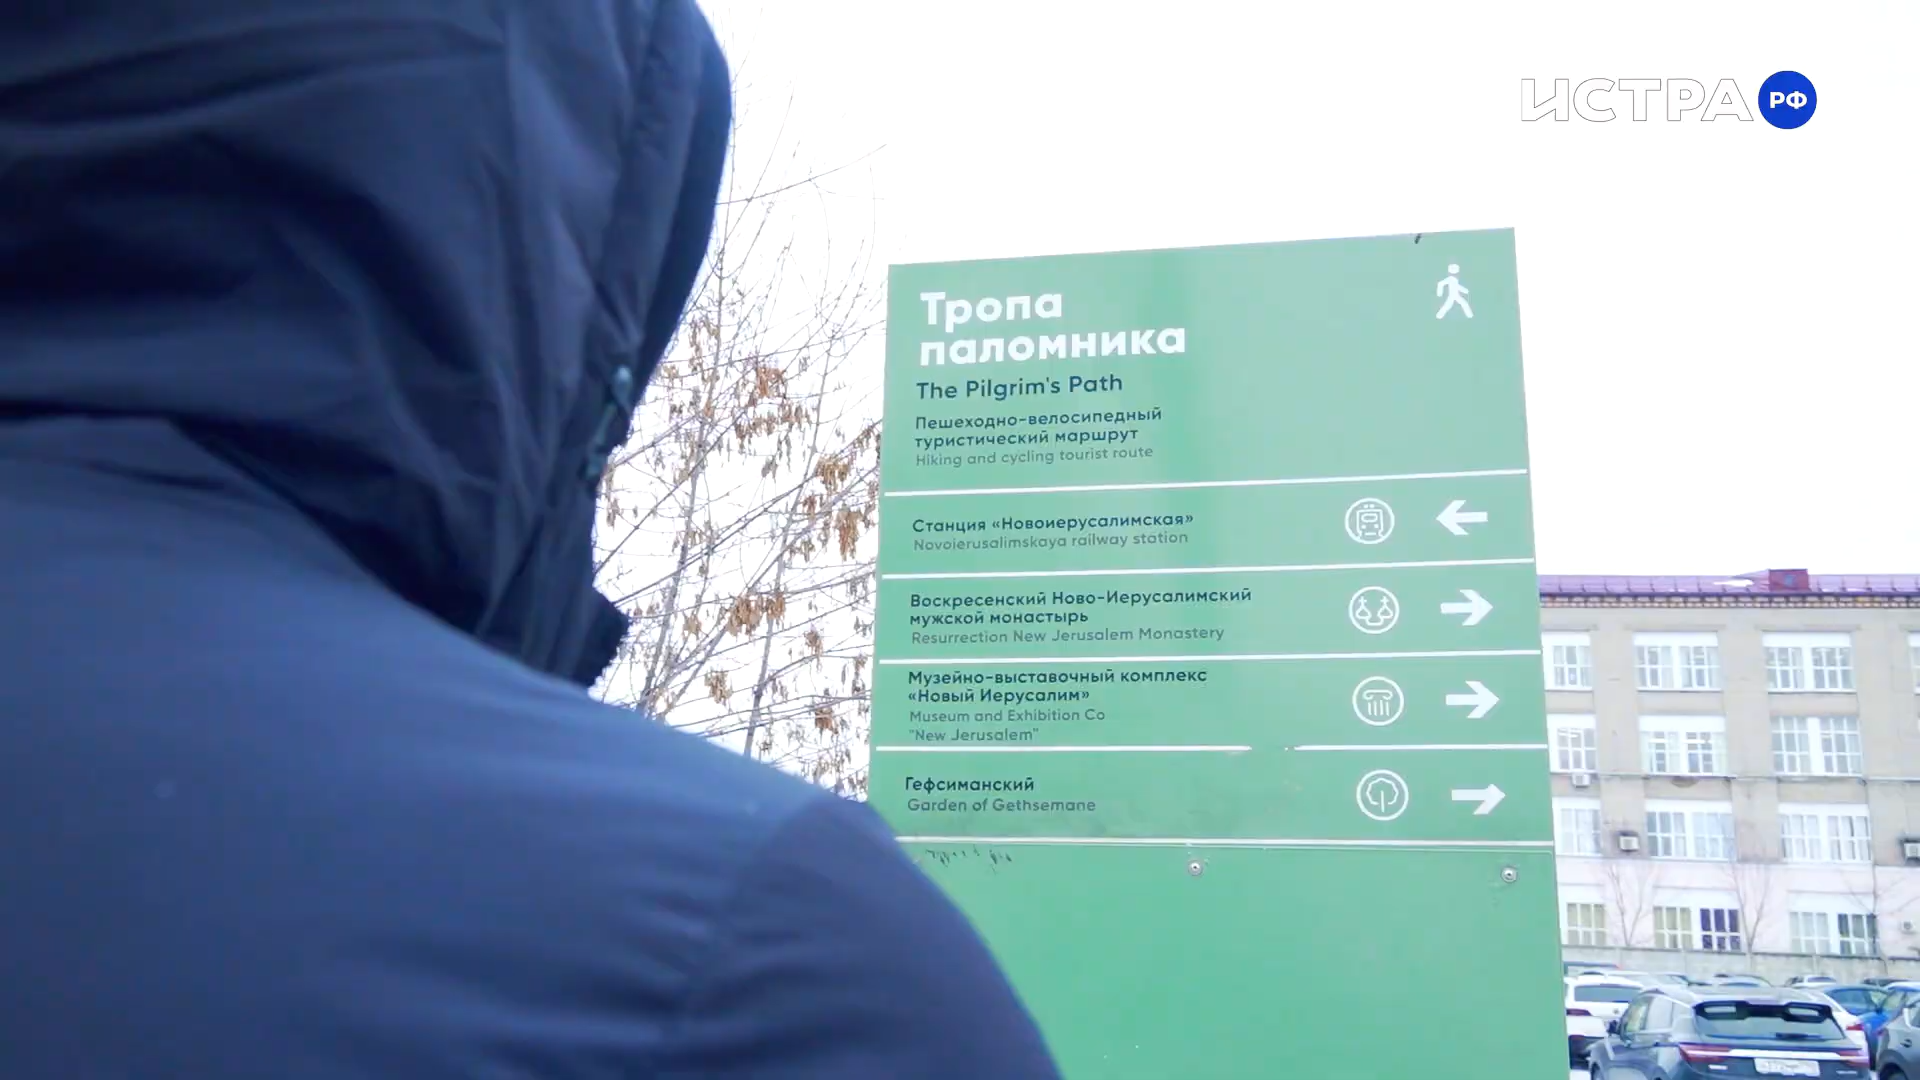 ИСТРА РФ
Тропа
паломника
The Pilgrim's Path
Пешеходно-велосипедный
туристический маршрут
Hiking and cycling tourist route
Станция «Новоиерусалимская»
Novoierusalimskaya railway station
Воскресенский Ново-Иерусалимский
мужской монастырь
Resurrection New Jerusalem Monastery
Музейно-выставочный комплекс
«Новый Иерусалим»
Museum and Exhibition Co
"New Jerusalem"
Гефсиманский
Garden of Gethsemane